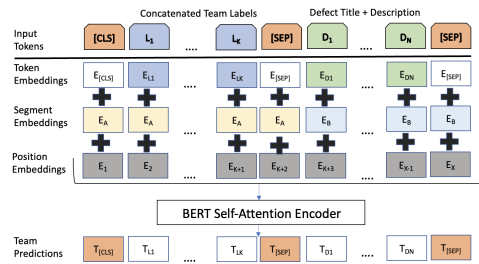 Concatenated Team Labels Defect Title + Description
Input Tokens [CLS] L1 .... LK [SEP] D1 .... DN [SEP]
Token Embeddings E[CLS] EL1 .... ELK E[SEP] ED1 .... EDN E[SEP]
Segment Embeddings EA EA .... EA EA EB .... EB EB
Position Embeddings E1 E2 .... EK+1 EK+2 EK+3 .... EX-1 EX
BERT Self-Attention Encoder
Team Predictions T[CLS] TL1 .... TLK T[SEP] TD1 .... TDN T[SEP]